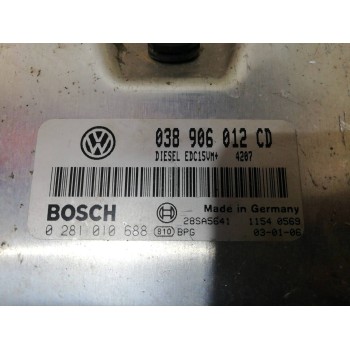 038 906 012 CD
DIESEL EDC15VM+ 4207
BOSCH
Made in Germany
28SA5641 1154 0569
0 281 010 688 810 BPG 03-01-06